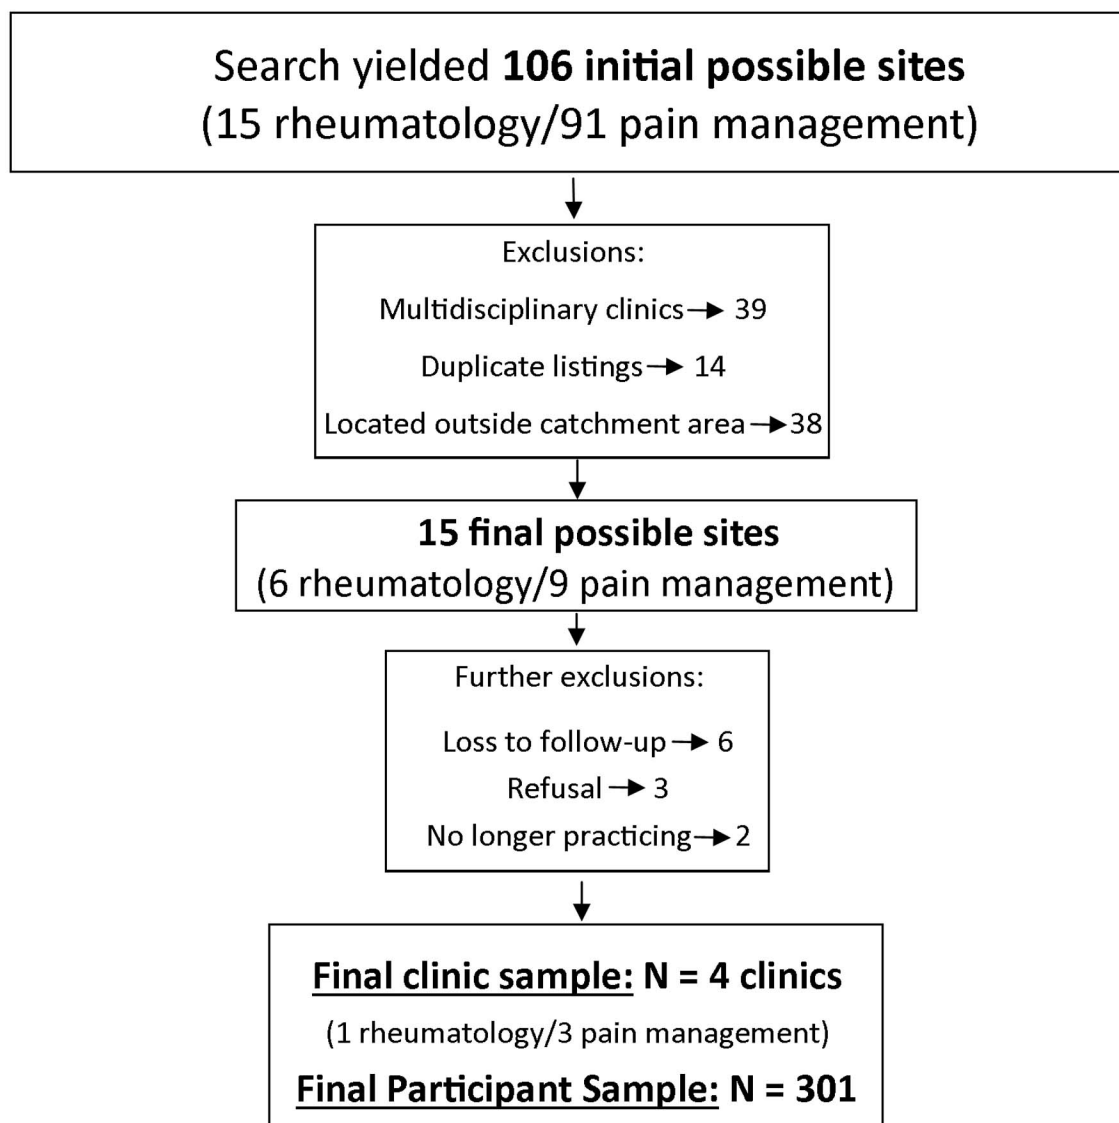 Search yielded 106 initial possible sites
(15 rheumatology/91 pain management)
Exclusions:
Multidisciplinary clinics → 39
Duplicate listings → 14
Located outside catchment area → 38
15 final possible sites
(6 rheumatology/9 pain management)
Further exclusions:
Loss to follow-up → 6
Refusal → 3
No longer practicing → 2
Final clinic sample: N = 4 clinics
(1 rheumatology/3 pain management)
Final Participant Sample: N = 301